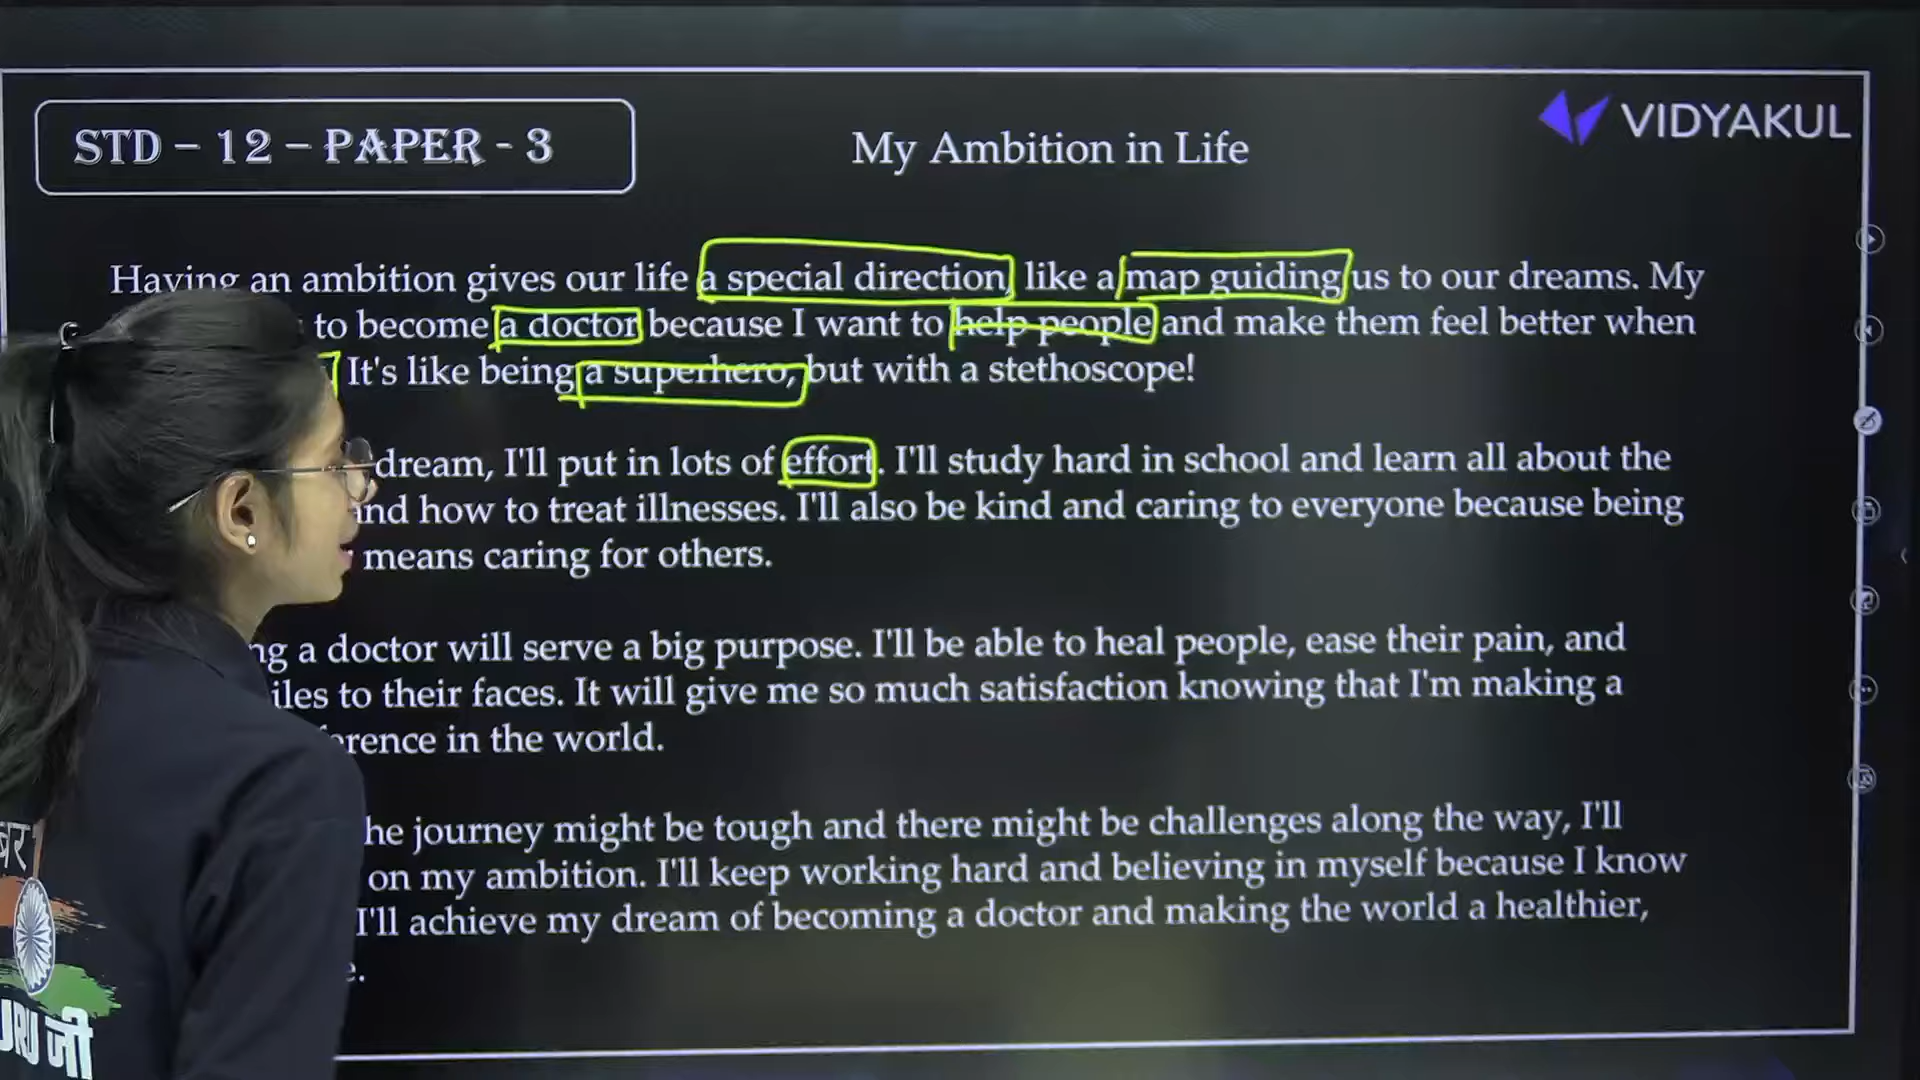 STD – 12 – PAPER - 3
My Ambition in Life
VIDYAKUL
Having an ambition gives our life a special direction, like a map guiding us to our dreams. My
to become a doctor because I want to help people and make them feel better when
It's like being a superhero, but with a stethoscope!
dream, I'll put in lots of effort. I'll study hard in school and learn all about the
and how to treat illnesses. I'll also be kind and caring to everyone because being
means caring for others.
a doctor will serve a big purpose. I'll be able to heal people, ease their pain, and
to their faces. It will give me so much satisfaction knowing that I'm making a
in the world.
journey might be tough and there might be challenges along the way, I'll
on my ambition. I'll keep working hard and believing in myself because I know
I'll achieve my dream of becoming a doctor and making the world a healthier,
जी